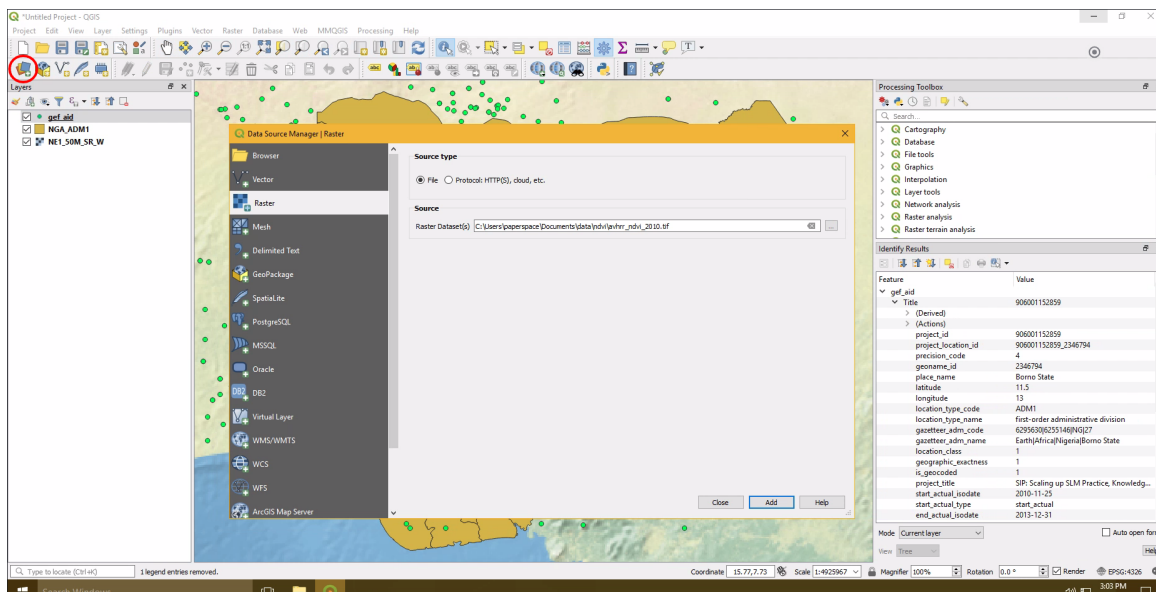 *Untitled Project - QGIS
Project Edit View Layer Settings Plugins Vector Raster Database Web MMQGIS Processing Help
Layers
gef_aid
NGA_ADM1
NE1_50M_SR_W
Data Source Manager | Raster
Browser
Vector
Raster
Mesh
Delimited Text
GeoPackage
SpatiaLite
PostgreSQL
MSSQL
Oracle
DB2 DB2
Virtual Layer
WMS/WMTS
WCS
WFS
ArcGIS Map Server
Source type
File Protocol: HTTP(S), cloud, etc.
Source
Raster Dataset(s) C:\Users\paperspace\Documents\data\ndvi\avhrr_ndvi_2010.tif ...
Close Add Help
Processing Toolbox
Search...
Cartography
Database
File tools
Graphics
Interpolation
Layer tools
Network analysis
Raster analysis
Raster terrain analysis
Identify Results
Feature Value
gef_aid
Title 906001152859
(Derived)
(Actions)
project_id 906001152859
project_location_id 906001152859_2346794
precision_code 4
geoname_id 2346794
place_name Borno State
latitude 11.5
longitude 13
location_type_code ADM1
location_type_name first-order administrative division
gazetteer_adm_code 6295630|6255146|NG|27
gazetteer_adm_name Earth|Africa|Nigeria|Borno State
location_class 1
geographic_exactness 1
is_geocoded 1
project_title SIP: Scaling up SLM Practice, Knowledg...
start_actual_isodate 2010-11-25
start_actual_type start_actual
end_actual_isodate 2013-12-31
Mode Current layer Auto open for
View Tree Help
Type to locate (Ctrl+K) 1 legend entries removed. Coordinate 15.77,7.73 Scale 1:4925967 Magnifier 100% Rotation 0.0 ° Render EPSG:4326
Search Windows 3:03 PM